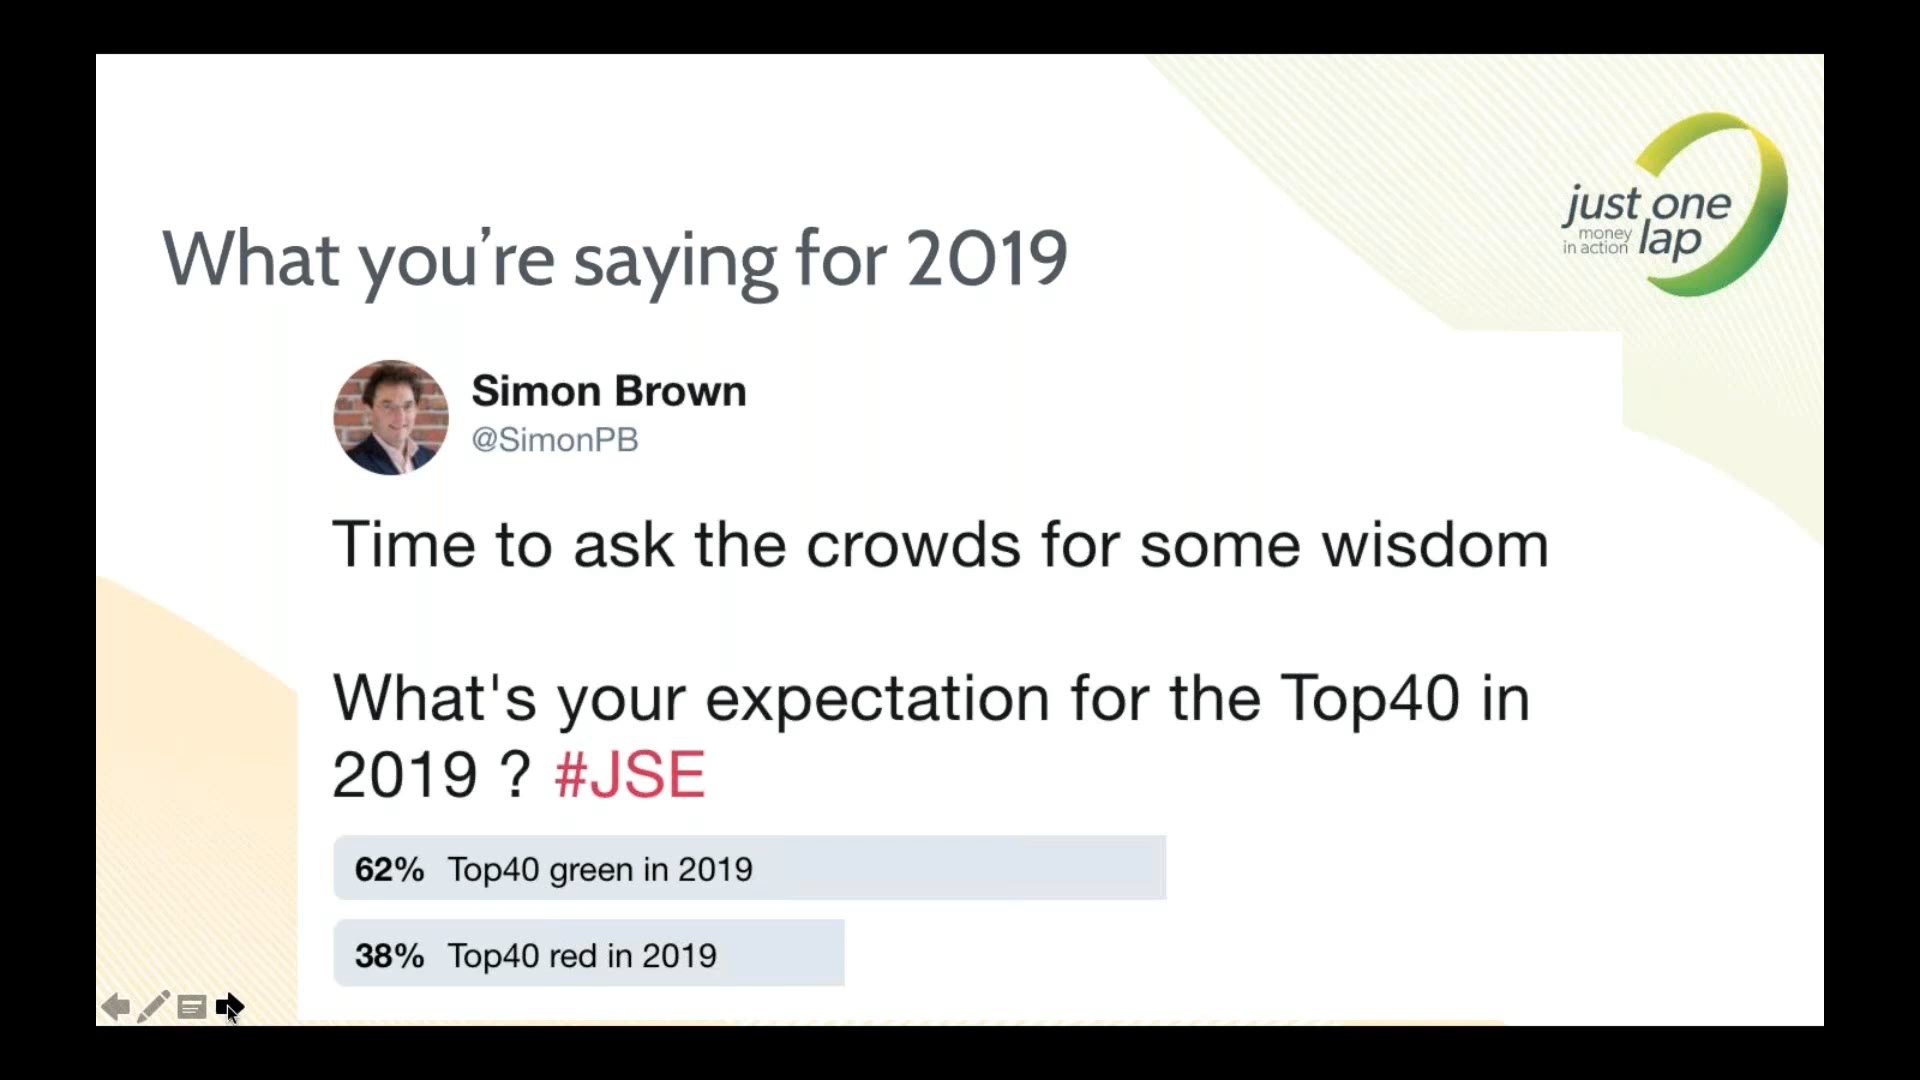 What you're saying for 2019
just one
money
in action lap
Simon Brown
@SimonPB
Time to ask the crowds for some wisdom
What's your expectation for the Top40 in
2019 ? #JSE
62% Top40 green in 2019
38% Top40 red in 2019